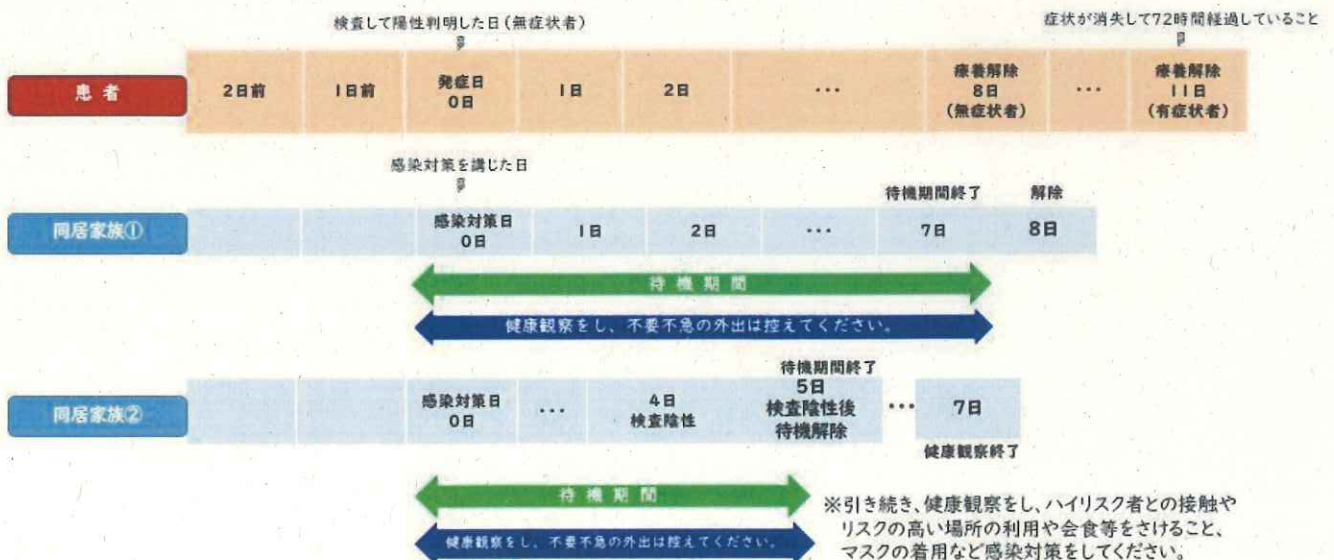 検査して陽性判明した日(無症状者)
症状が消失して72時間経過していること
患者
2日前
1日前
発症日
0日
1日
2日
・・・
療養解除
8日
(無症状者)
・・・
療養解除
11日
(有症状者)
感染対策を講じた日
待機期間終了
解除
同居家族①
感染対策日
0日
1日
2日
・・・
7日
8日
待機期間
健康観察をし、不要不急の外出は控えてください。
待機期間終了
同居家族②
感染対策日
0日
・・・
4日
検査陰性
5日
検査陰性後
待機解除
・・・
7日
健康観察終了
待機期間
健康観察をし、不要不急の外出は控えてください。
※引き続き、健康観察をし、ハイリスク者との接触や
リスクの高い場所の利用や会食等をさけること、
マスクの着用など感染対策をしてください。